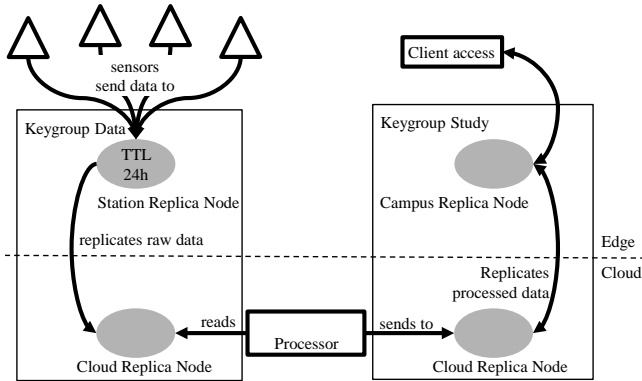 Client access
sensors
send data to
Keygroup Data
Keygroup Study
TTL
24h
Station Replica Node
Campus Replica Node
replicates raw data
Edge
Cloud
Replicates
processed data
reads
Processor
sends to
Cloud Replica Node
Cloud Replica Node